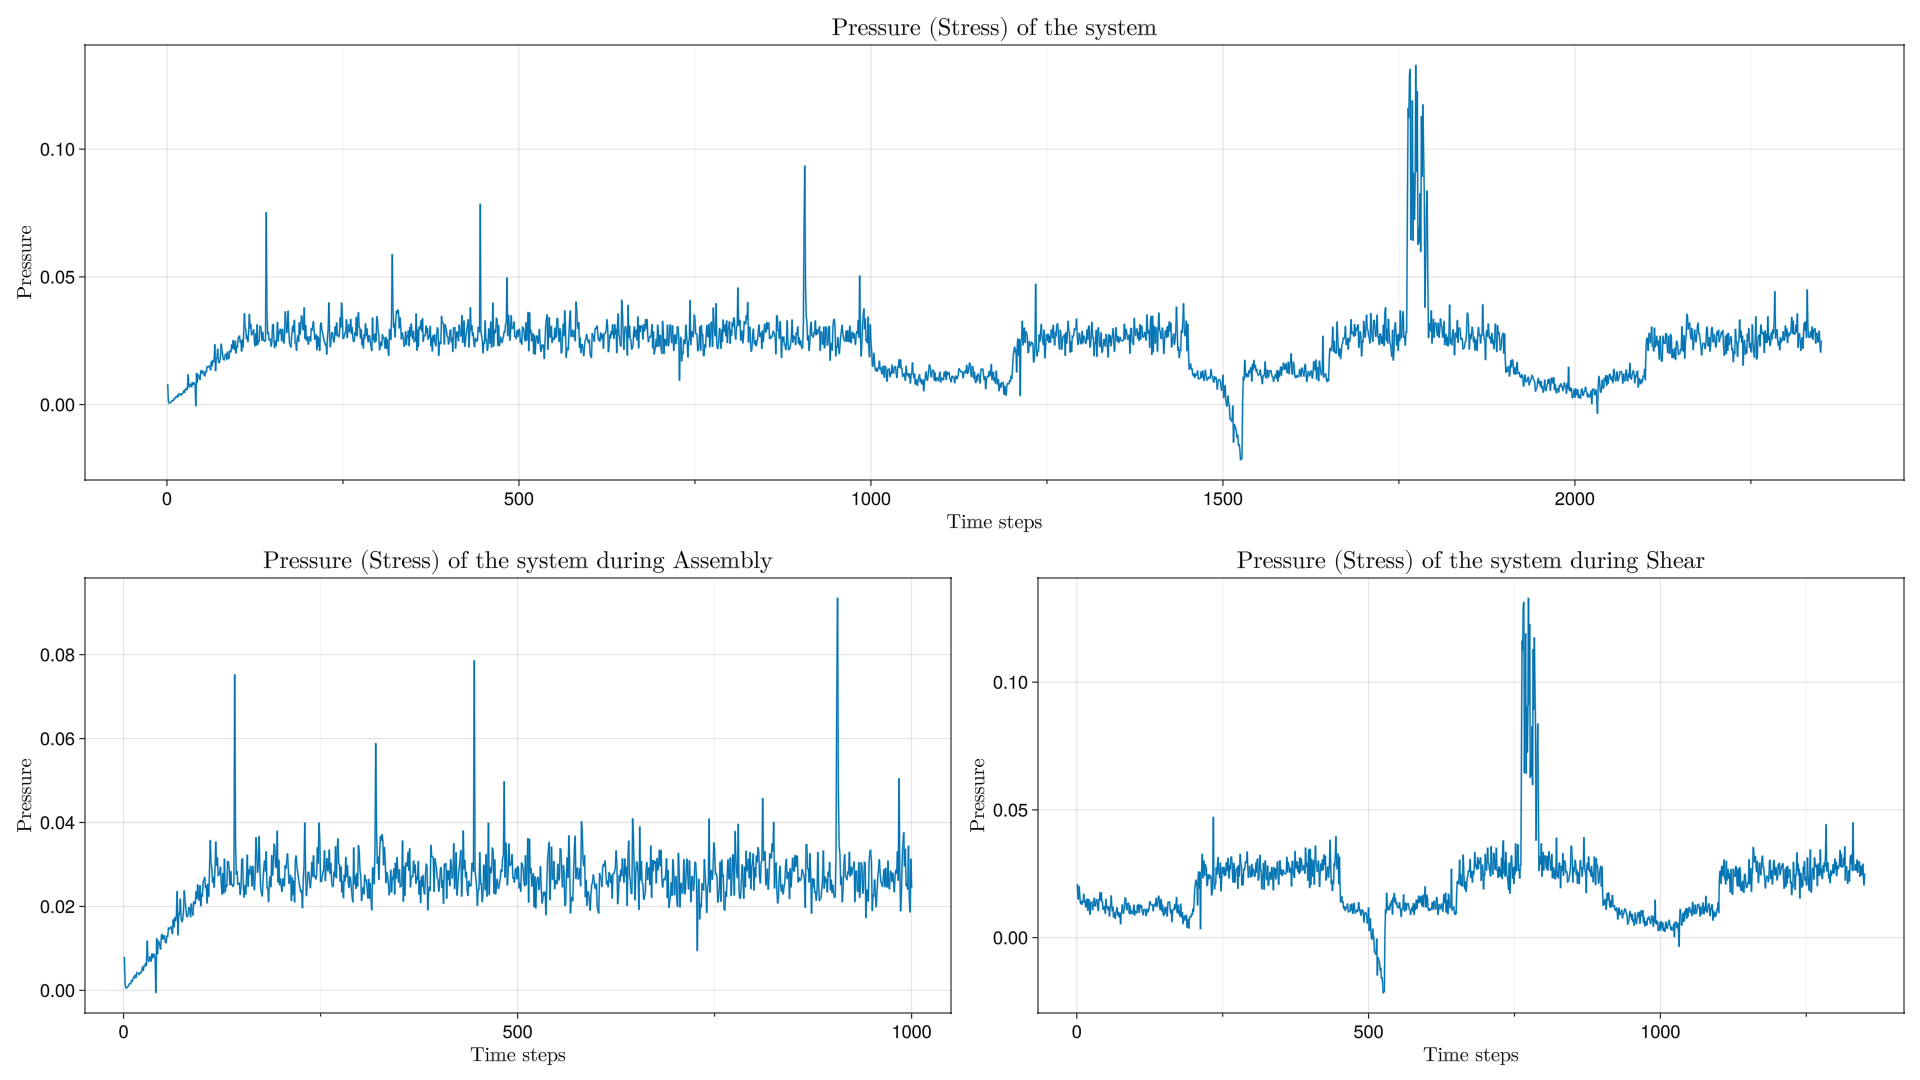 Pressure (Stress) of the system
Pressure
0.10
0.05
0.00
0 500 1000 1500 2000
Time steps
Pressure (Stress) of the system during Assembly
Pressure
0.08
0.06
0.04
0.02
0.00
0 500 1000
Time steps
Pressure (Stress) of the system during Shear
Pressure
0.10
0.05
0.00
0 500 1000
Time steps